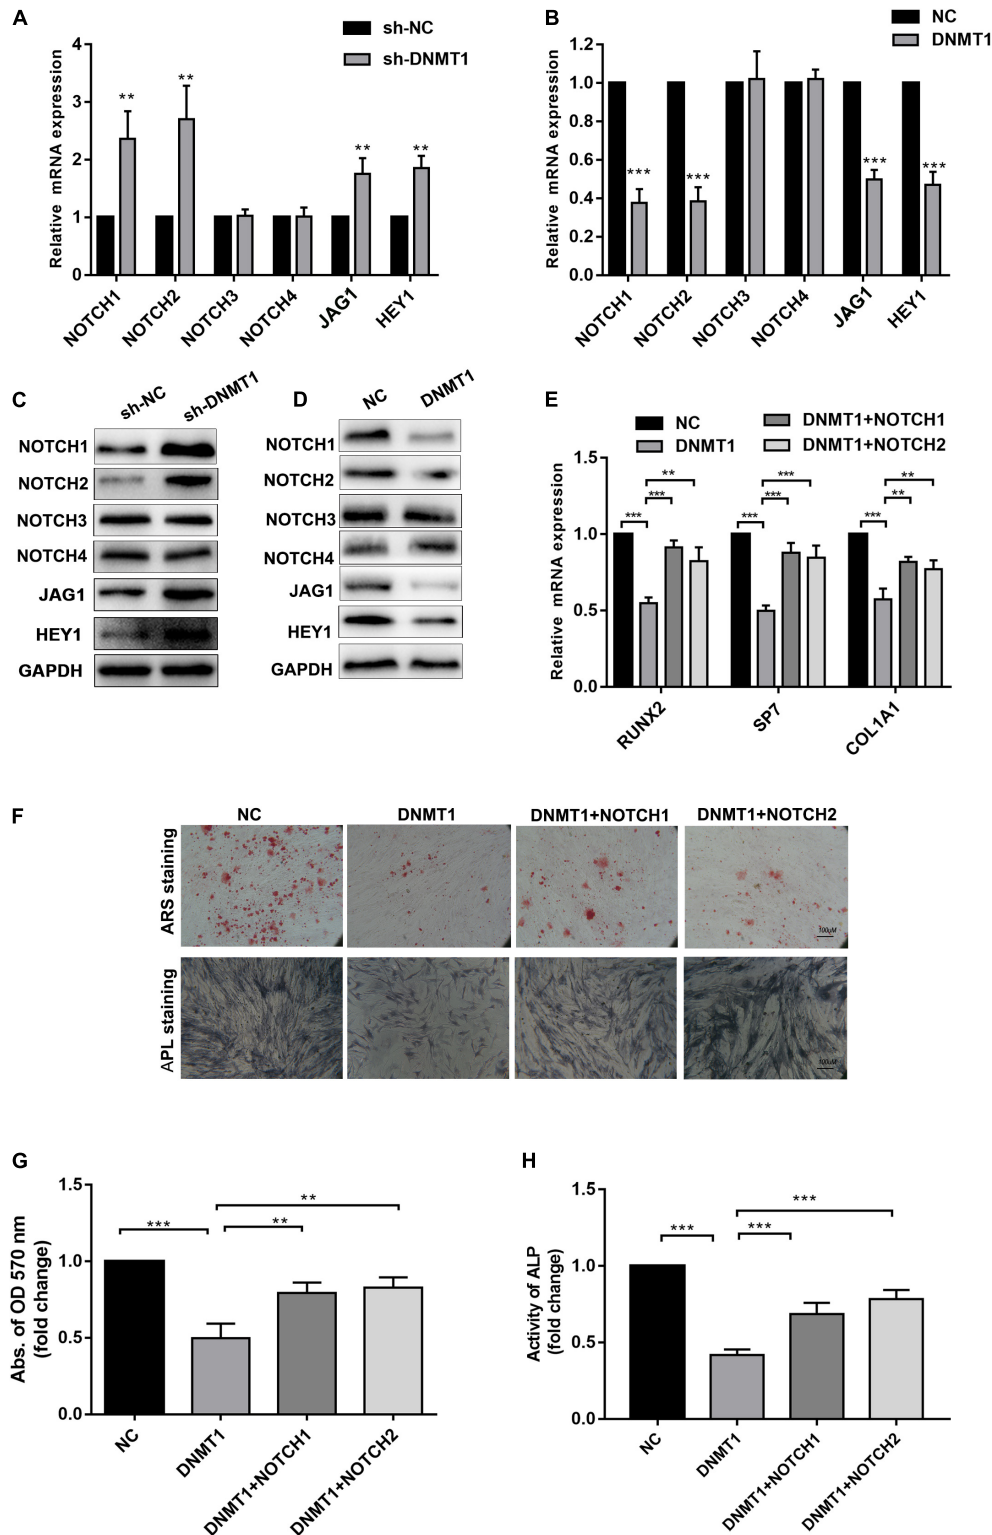 A
sh-NC
sh-DNMT1
Relative mRNA expression
4
3
2
1
0
** ** ** **
NOTCH1 NOTCH2 NOTCH3 NOTCH4 JAG1 HEY1
B
NC
DNMT1
Relative mRNA expression
1.2
1.0
0.8
0.6
0.4
0.2
0.0
*** *** *** ***
NOTCH1 NOTCH2 NOTCH3 NOTCH4 JAG1 HEY1
C
sh-NC sh-DNMT1
NOTCH1
NOTCH2
NOTCH3
NOTCH4
JAG1
HEY1
GAPDH
D
NC DNMT1
NOTCH1
NOTCH2
NOTCH3
NOTCH4
JAG1
HEY1
GAPDH
E
NC
DNMT1
DNMT1+NOTCH1
DNMT1+NOTCH2
Relative mRNA expression
1.5
1.0
0.5
0.0
** *** **
*** *** **
*** *** ***
RUNX2 SP7 COL1A1
F
NC DNMT1 DNMT1+NOTCH1 DNMT1+NOTCH2
ARS staining
100μM
APL staining
100μM
G
Abs. of OD 570 nm
(fold change)
1.5
1.0
0.5
0.0
**
*** **
NC DNMT1 DNMT1+NOTCH1 DNMT1+NOTCH2
H
Activity of ALP
(fold change)
1.5
1.0
0.5
0.0
***
*** ***
NC DNMT1 DNMT1+NOTCH1 DNMT1+NOTCH2